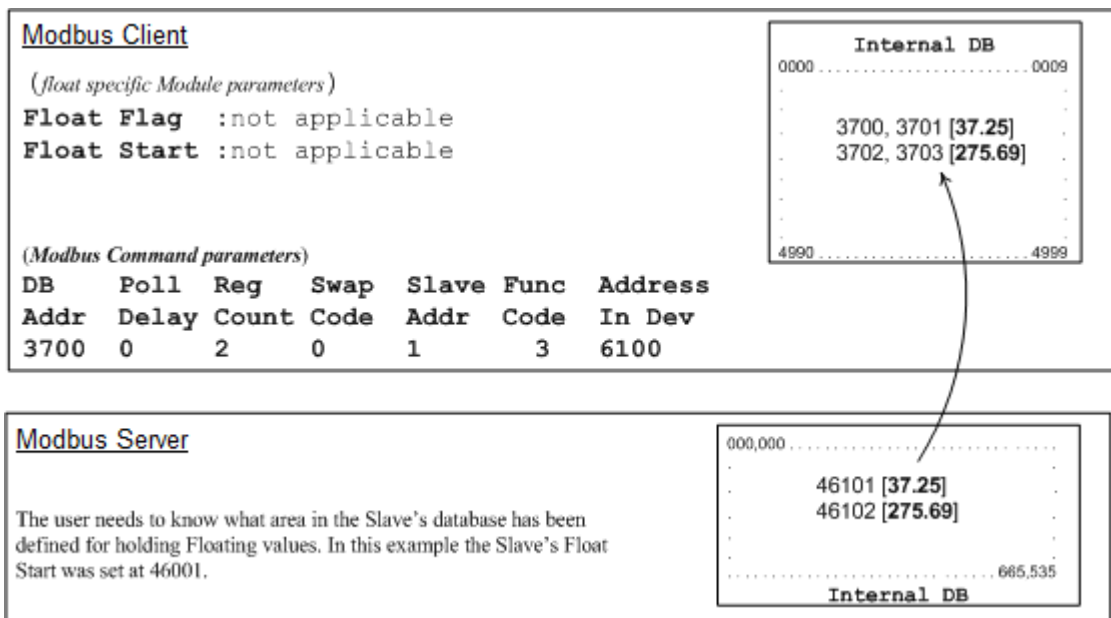 Modbus Client
(float specific Module parameters)
Float Flag :not applicable
Float Start :not applicable
(Modbus Command parameters)
DB Poll Reg Swap Slave Func Address
Addr Delay Count Code Addr Code In Dev
3700 0 2 0 1 3 6100
Internal DB
0000 ........................ 0009
3700, 3701 [37.25]
3702, 3703 [275.69]
4990 ........................ 4999
Modbus Server
The user needs to know what area in the Slave's database has been
defined for holding Floating values. In this example the Slave's Float
Start was set at 46001.
000,000 ..............................
46101 [37.25]
46102 [275.69]
.............................. 665,535
Internal DB